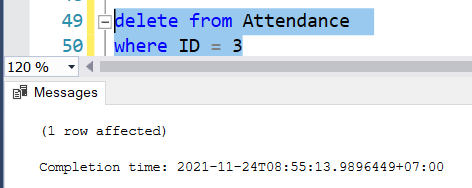 49 delete from Attendance
50 where ID = 3
120 %
Messages
(1 row affected)
Completion time: 2021-11-24T08:55:13.9896449+07:00